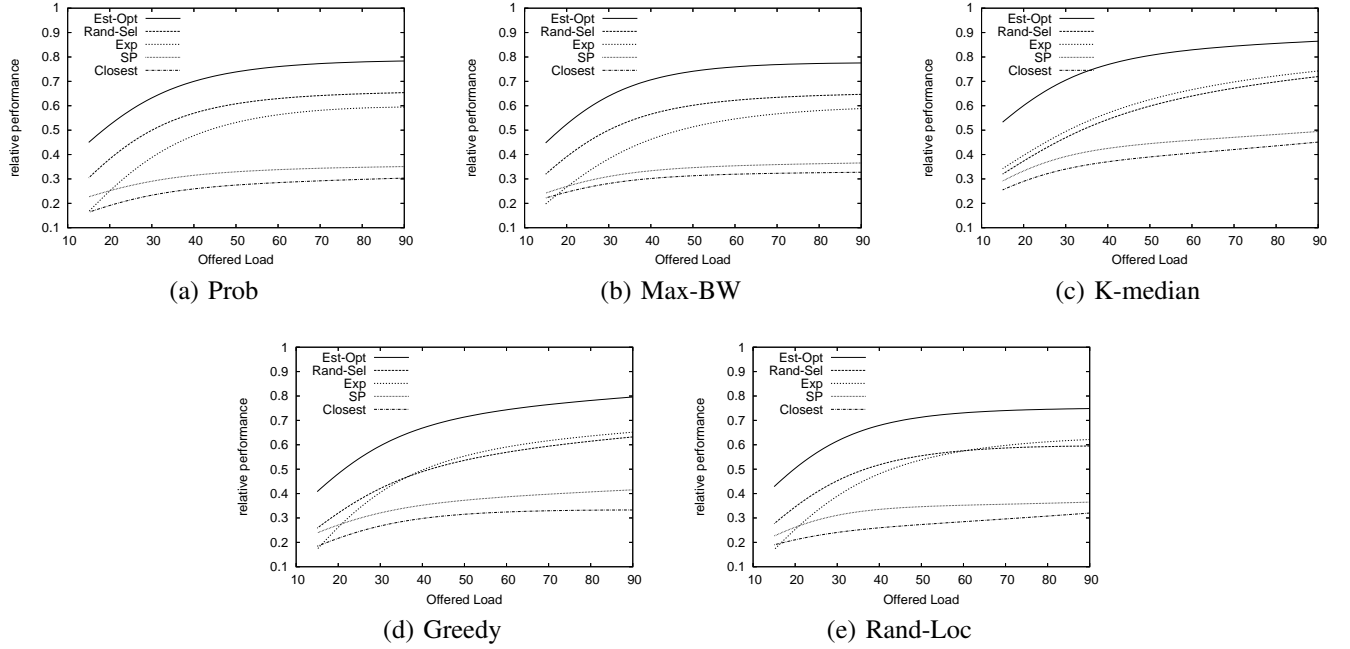 1
0.9
0.8
0.7
0.6
0.5
0.4
0.3
0.2
0.1
10 20 30 40 50 60 70 80 90
relative performance
Offered Load
Est-Opt
Rand-Sel
Exp
SP
Closest
(a) Prob
1
0.9
0.8
0.7
0.6
0.5
0.4
0.3
0.2
0.1
10 20 30 40 50 60 70 80 90
relative performance
Offered Load
Est-Opt
Rand-Sel
Exp
SP
Closest
(b) Max-BW
1
0.9
0.8
0.7
0.6
0.5
0.4
0.3
0.2
0.1
10 20 30 40 50 60 70 80 90
relative performance
Offered Load
Est-Opt
Rand-Sel
Exp
SP
Closest
(c) K-median
1
0.9
0.8
0.7
0.6
0.5
0.4
0.3
0.2
0.1
10 20 30 40 50 60 70 80 90
relative performance
Offered Load
Est-Opt
Rand-Sel
Exp
SP
Closest
(d) Greedy
1
0.9
0.8
0.7
0.6
0.5
0.4
0.3
0.2
0.1
10 20 30 40 50 60 70 80 90
relative performance
Offered Load
Est-Opt
Rand-Sel
Exp
SP
Closest
(e) Rand-Loc